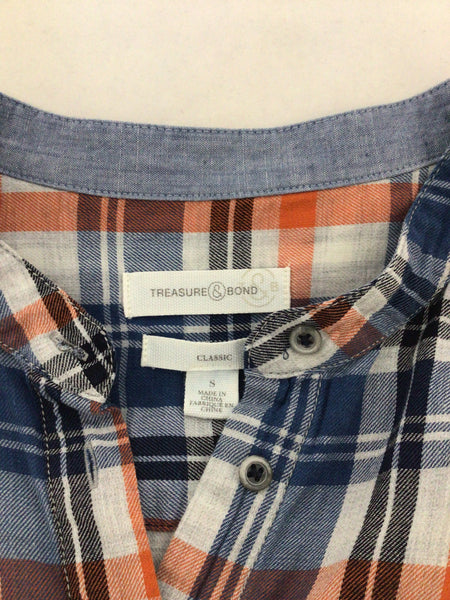 TREASURE & BOND
& B
CLASSIC
S
MADE IN
CHINA
FABRIQUÉ EN
CHINE